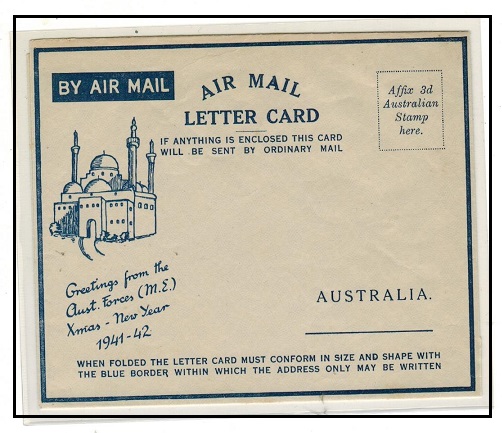 BY AIR MAIL
AIR MAIL
LETTER CARD
IF ANYTHING IS ENCLOSED THIS CARD
WILL BE SENT BY ORDINARY MAIL
Affix 3d
Australian
Stamp
here.
Greetings from the
Aust. Forces (M.E.)
Xmas - New Year
1941-42
AUSTRALIA.
WHEN FOLDED THE LETTER CARD MUST CONFORM IN SIZE AND SHAPE WITH
THE BLUE BORDER WITHIN WHICH THE ADDRESS ONLY MAY BE WRITTEN